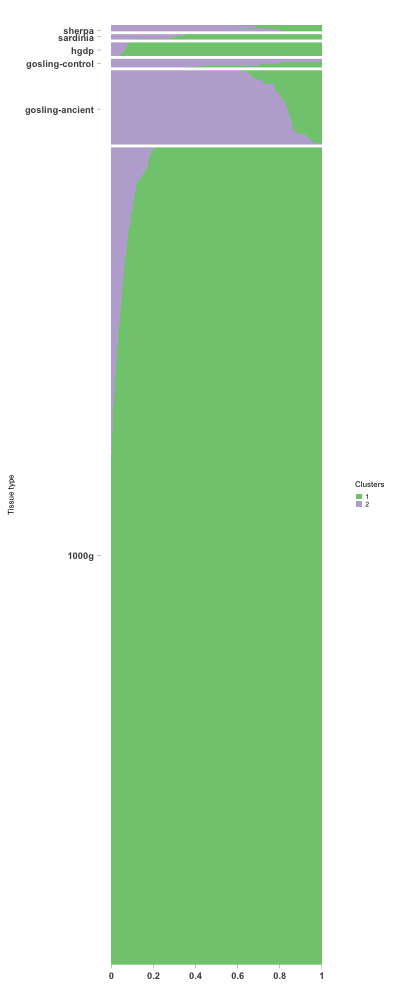 sherpa
sardinia
hgdp
gosling-control
gosling-ancient
Tissue type
Clusters
1
2
1000g
0 0.2 0.4 0.6 0.8 1